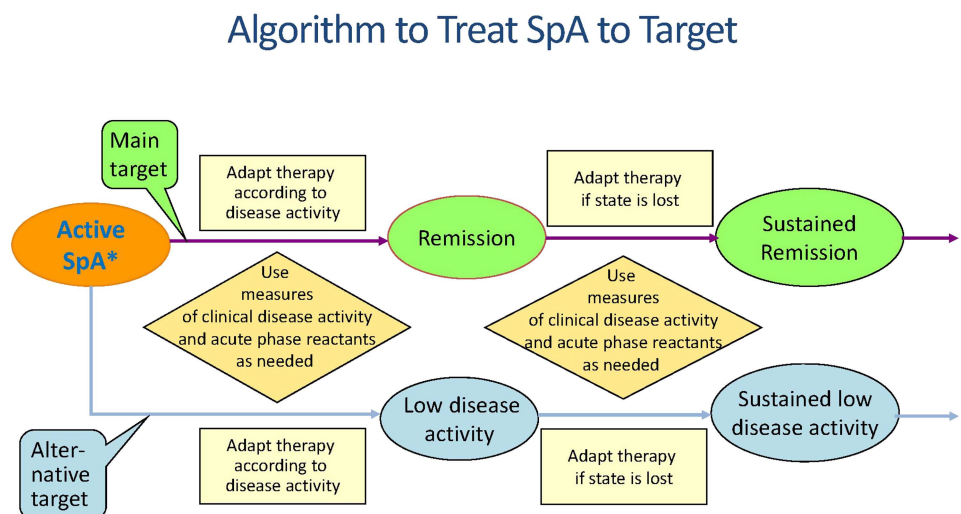 Algorithm to Treat SpA to Target
Main
target
Adapt therapy
according to
disease activity
Adapt therapy
if state is lost
Active
SpA*
Remission
Sustained
Remission
Use
measures
of clinical disease activity
and acute phase reactants
as needed
Use
measures
of clinical disease activity
and acute phase reactants
as needed
Low disease
activity
Sustained low
disease activity
Alter-
native
target
Adapt therapy
according to
disease activity
Adapt therapy
if state is lost